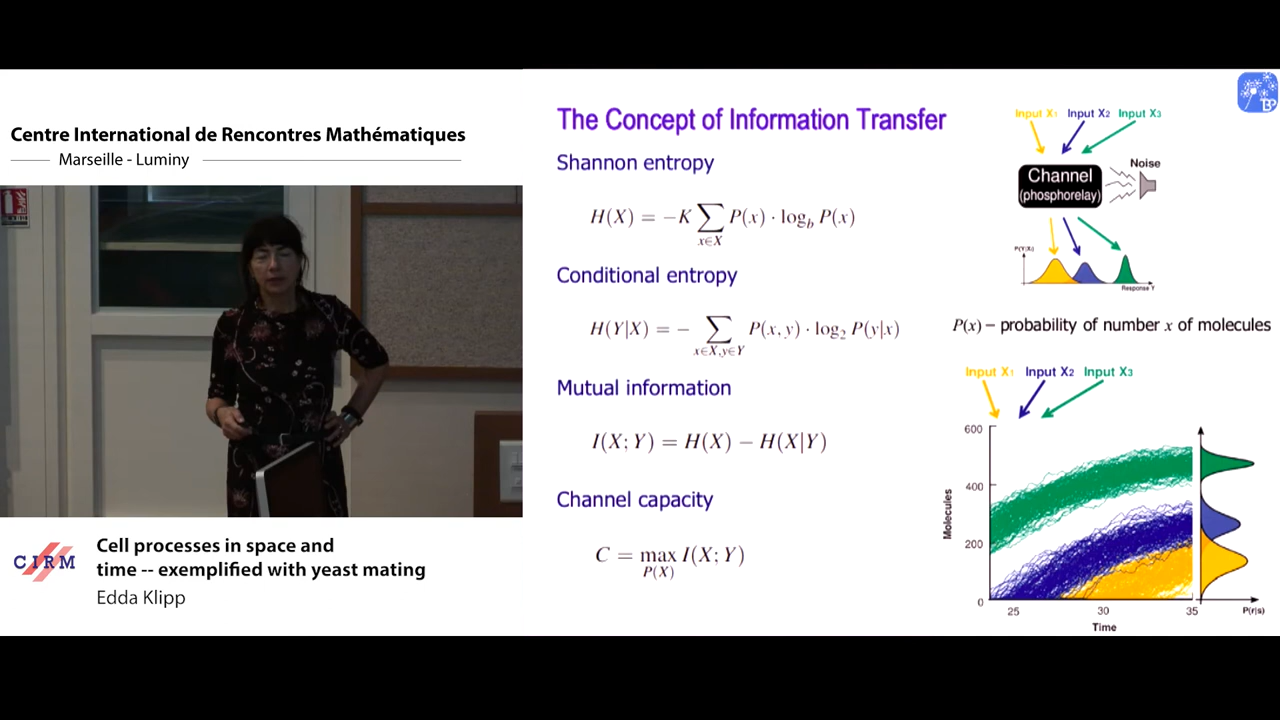 Centre International de Rencontres Mathématiques
Marseille - Luminy
CIRM
Cell processes in space and
time -- exemplified with yeast mating
Edda Klipp
The Concept of Information Transfer
Shannon entropy
H(X) = −K ∑ P(x) · log_b P(x)
x∈X
Conditional entropy
H(Y|X) = − ∑ P(x, y) · log₂ P(y|x)
x∈X,y∈Y
Mutual information
I(X; Y) = H(X) − H(X|Y)
Channel capacity
C = max I(X; Y)
P(X)
Input X₁ Input X₂ Input X₃
Channel
(phosphorelay)
Noise
P(Y|Xᵢ)
Response Y
P(x) – probability of number x of molecules
Input X₁ Input X₂ Input X₃
600
400
200
0
Molecules
25 30 35
Time
P(r|s)
TBP